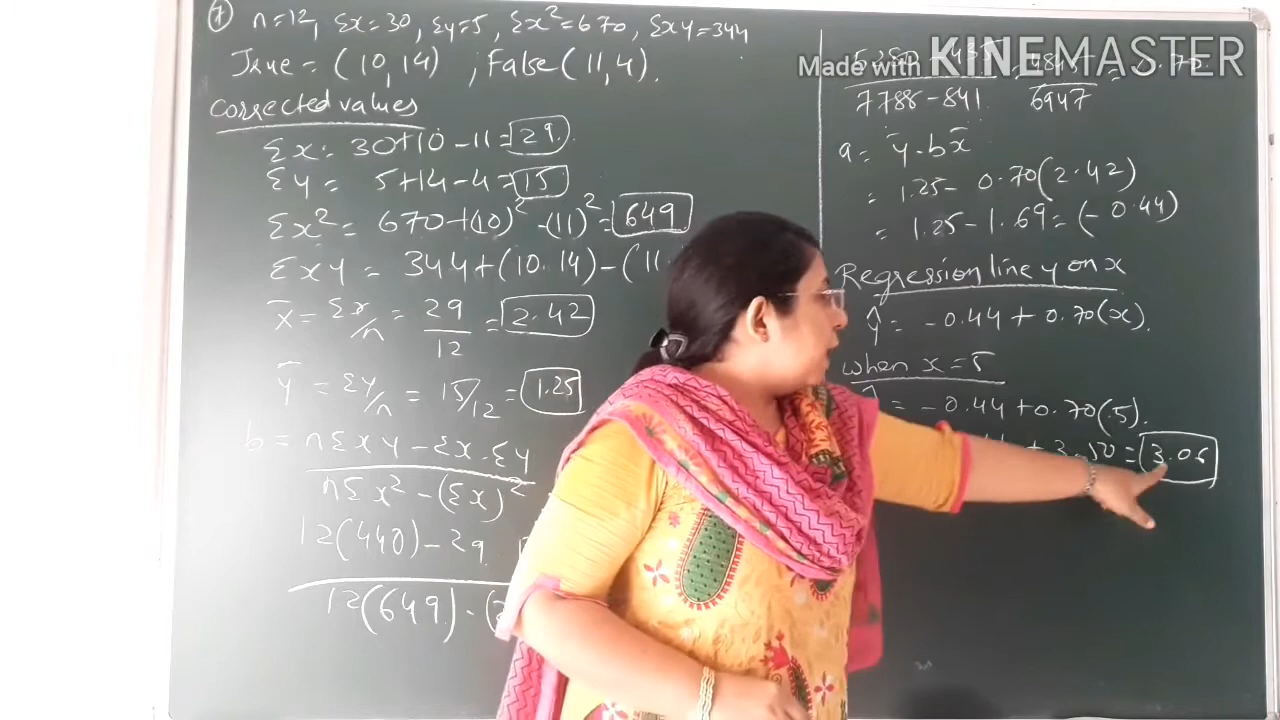 ⑦ n=12, Σx=30, Σy=5, Σx²=670, Σxy=344
True = (10,14) ; False (11,4).
Corrected values
Σx = 30+10-11=29.
Σy = 5+14-4=15
Σx² = 670+(10)²-(11)²=649
Σxy = 344+(10.14)-(11.
x̄ = Σx/n = 29/12 = 2.42
ȳ = Σy/n = 15/12 = 1.25
b = nΣxy-Σx.Σy
nΣx²-(Σx)²
12(440)-29
12(649)-(2
Made with KINEMASTER
7788-841
6947
a = ȳ-bx̄
= 1.25-0.70(2.42)
= 1.25-1.69=(-0.44)
Regression line y on x
ŷ = -0.44+0.70(x).
when x=5
= -0.44+0.70(5).
=3.06